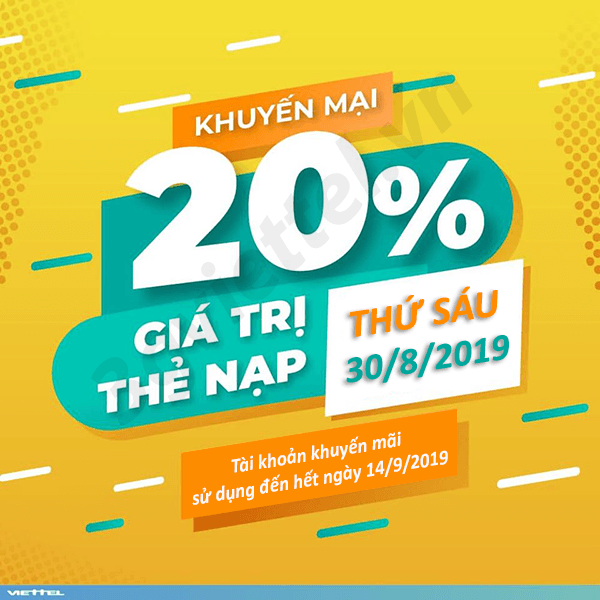 KHUYẾN MẠI
20%
GIÁ TRỊ
THẺ NẠP
THỨ SÁU
30/8/2019
Tài khoản khuyến mãi
sử dụng đến hết ngày 14/9/2019
VIETTEL